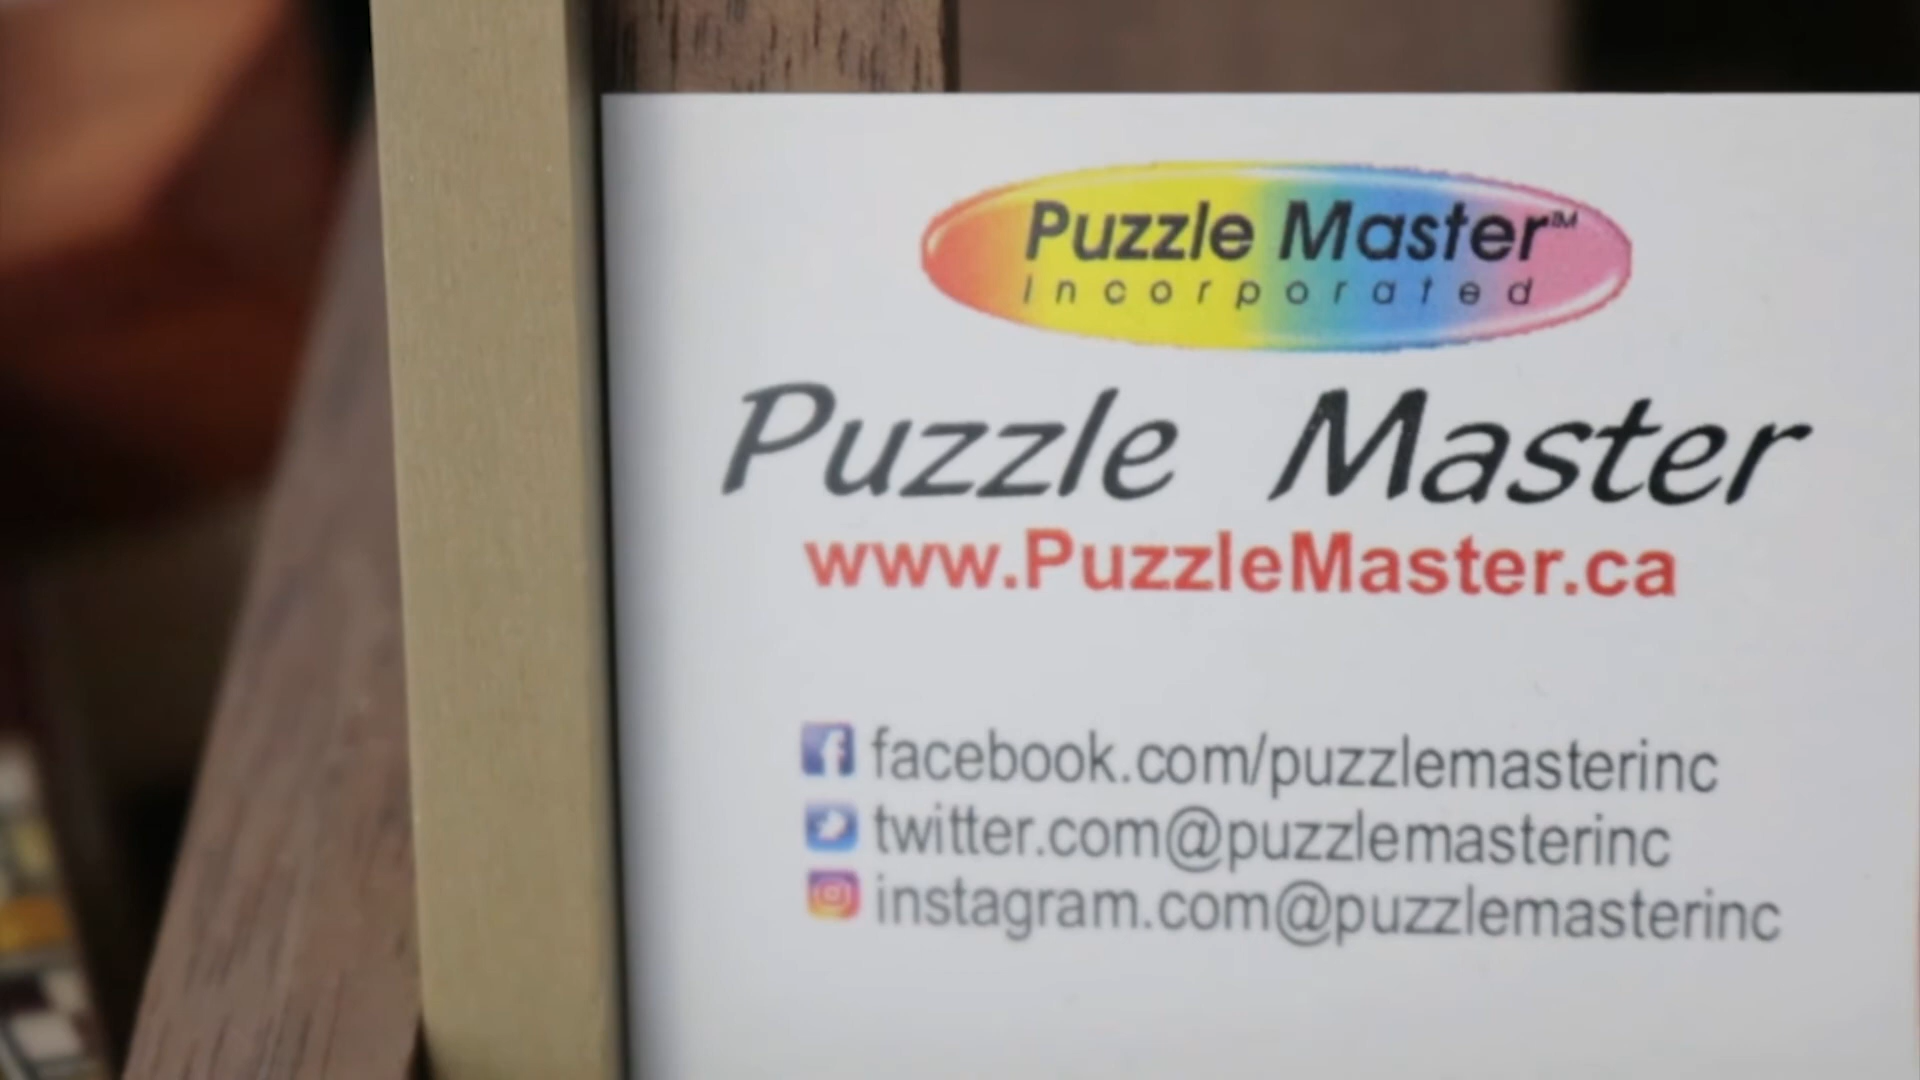 Puzzle Master™
Incorporated
Puzzle Master
www.PuzzleMaster.ca
facebook.com/puzzlemasterinc
twitter.com@puzzlemasterinc
instagram.com@puzzlemasterinc